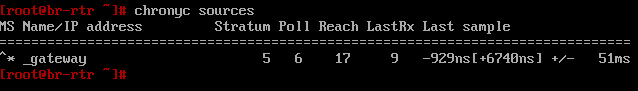 [root@br-rtr ~]# chronyc sources
MS Name/IP address         Stratum Poll Reach LastRx Last sample
===============================================================================
^* _gateway                      5   6    17     9   -929ns[+6740ns] +/-   51ms
[root@br-rtr ~]#